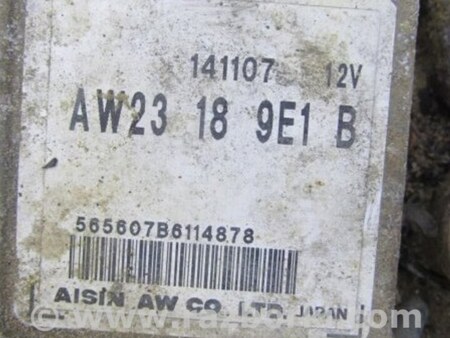 141107 12V
AW23 18 9E1 B
565607B6114878
AISIN AW CO., LTD. JAPAN